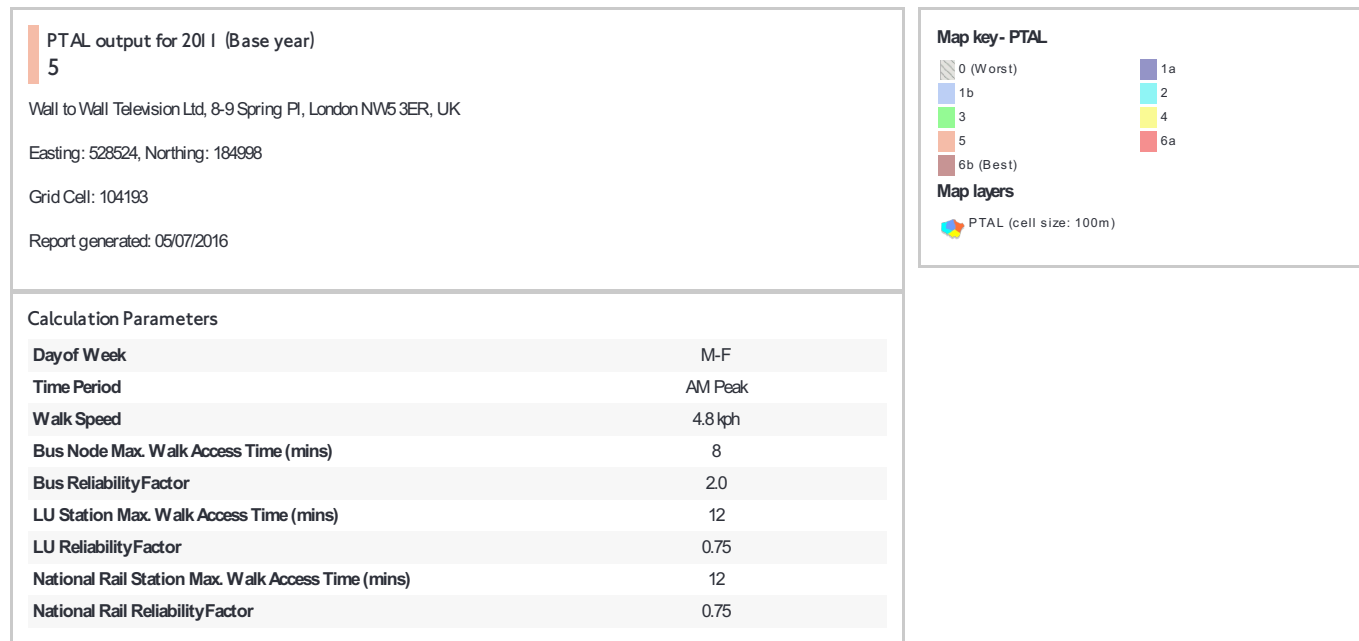 PTAL output for 2011 (Base year)
5
Wall to Wall Television Ltd, 8-9 Spring Pl, London NW5 3ER, UK
Easting: 528524, Northing: 184998
Grid Cell: 104193
Report generated: 05/07/2016
Map key - PTAL
0 (Worst)
1a
1b
2
3
4
5
6a
6b (Best)
Map layers
PTAL (cell size: 100m)
Calculation Parameters
Day of Week M-F
Time Period AM Peak
Walk Speed 4.8 kph
Bus Node Max. Walk Access Time (mins) 8
Bus Reliability Factor 2.0
LU Station Max. Walk Access Time (mins) 12
LU Reliability Factor 0.75
National Rail Station Max. Walk Access Time (mins) 12
National Rail Reliability Factor 0.75